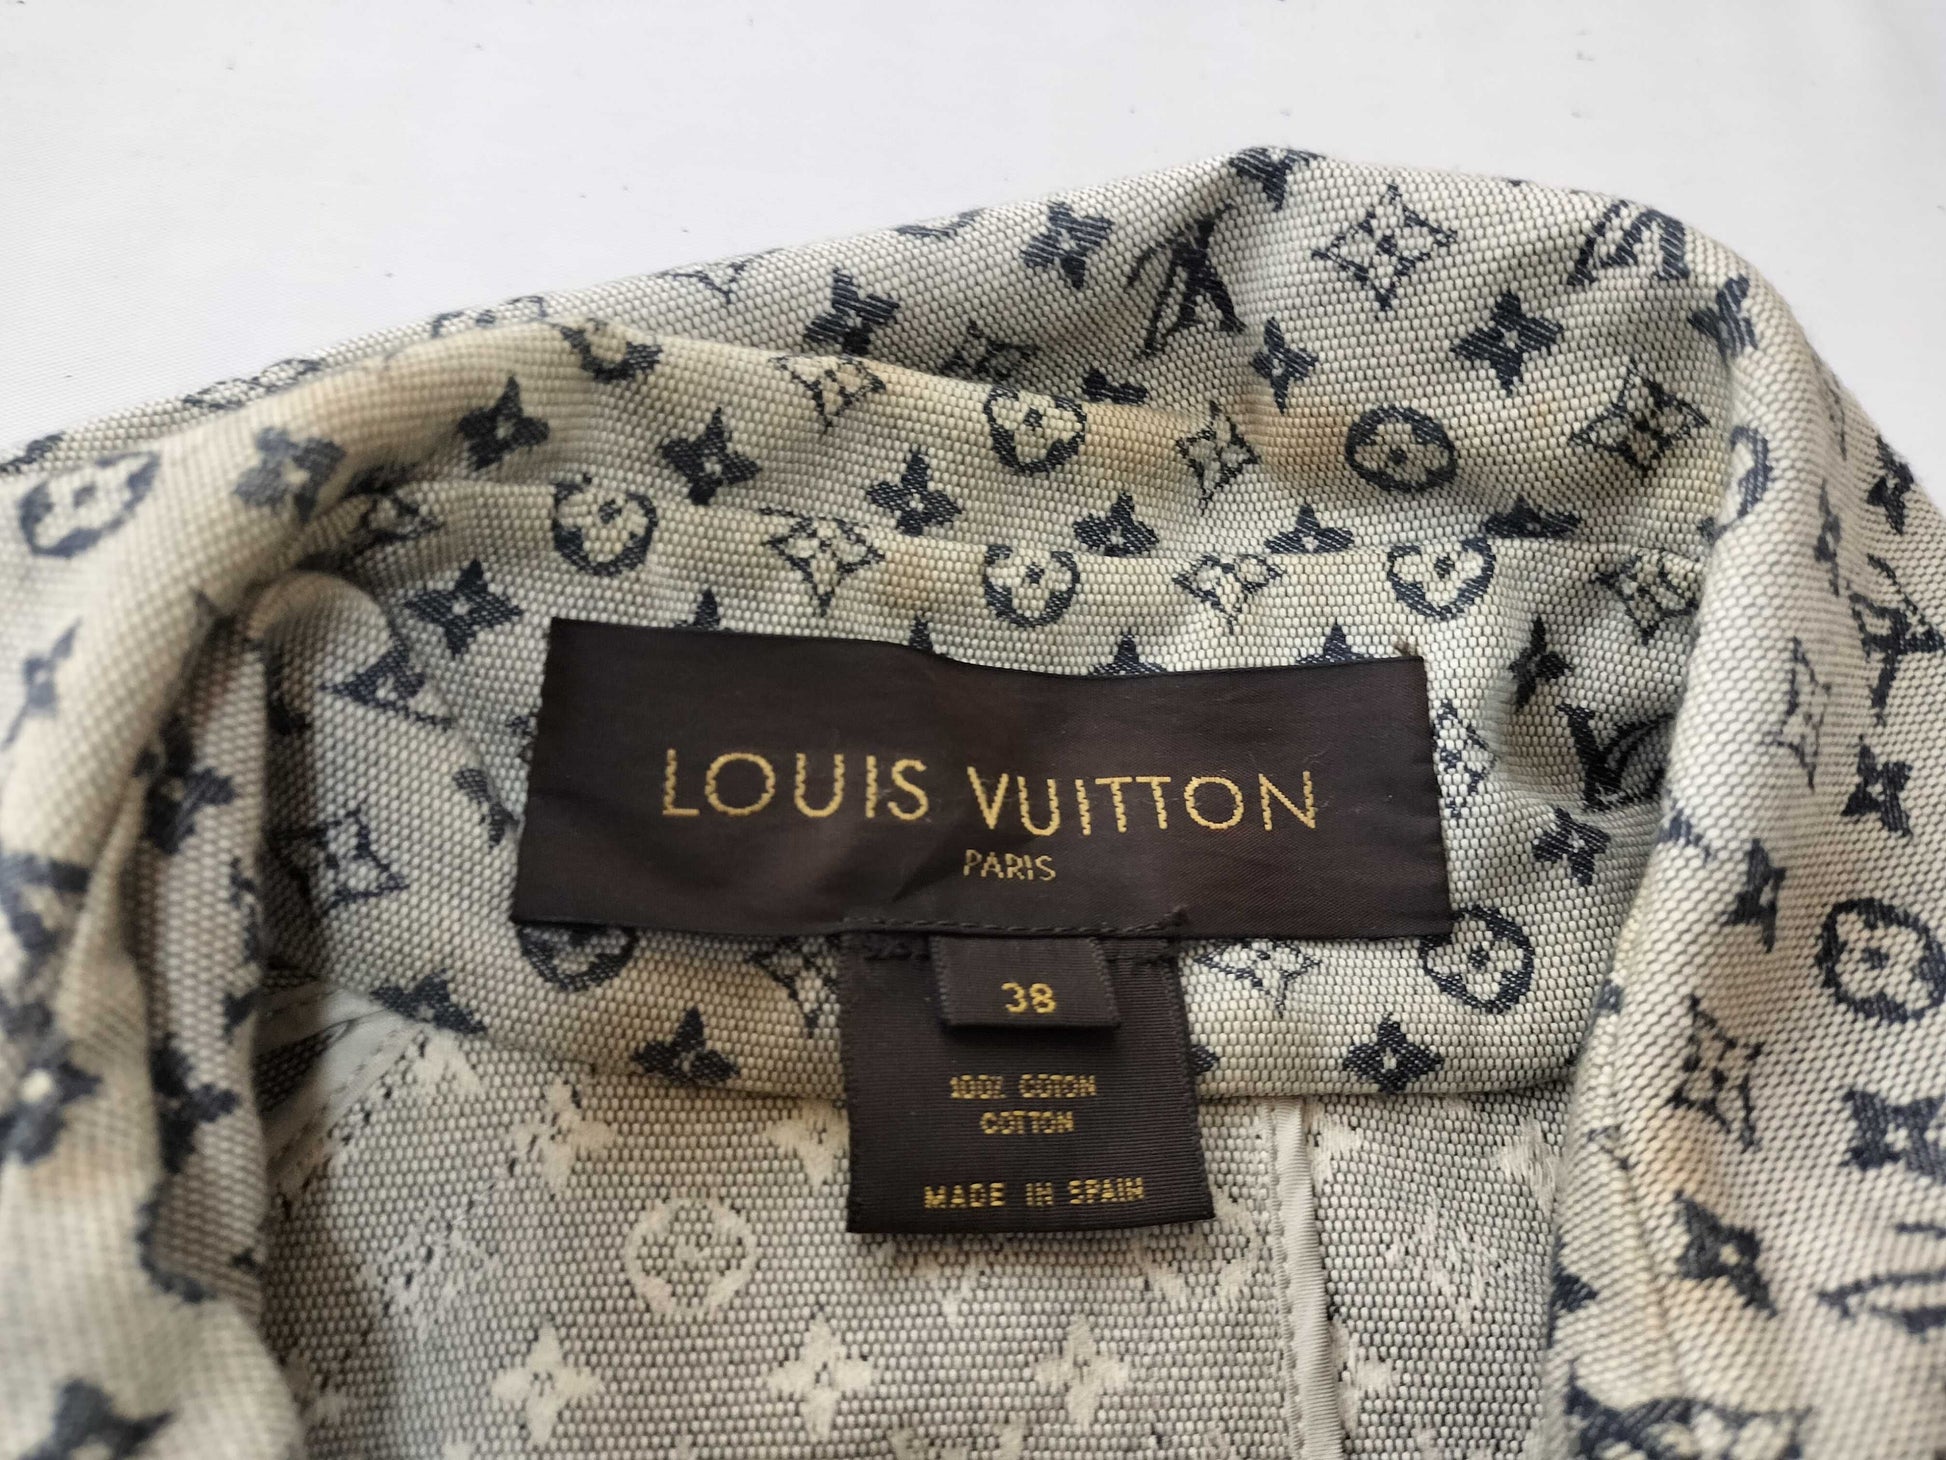 LOUIS VUITTON
PARIS
38
100% COTON
COTTON
MADE IN SPAIN